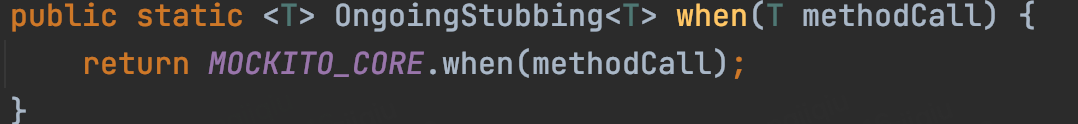 public static <T> OngoingStubbing<T> when(T methodCall) {
    return MOCKITO_CORE.when(methodCall);
}